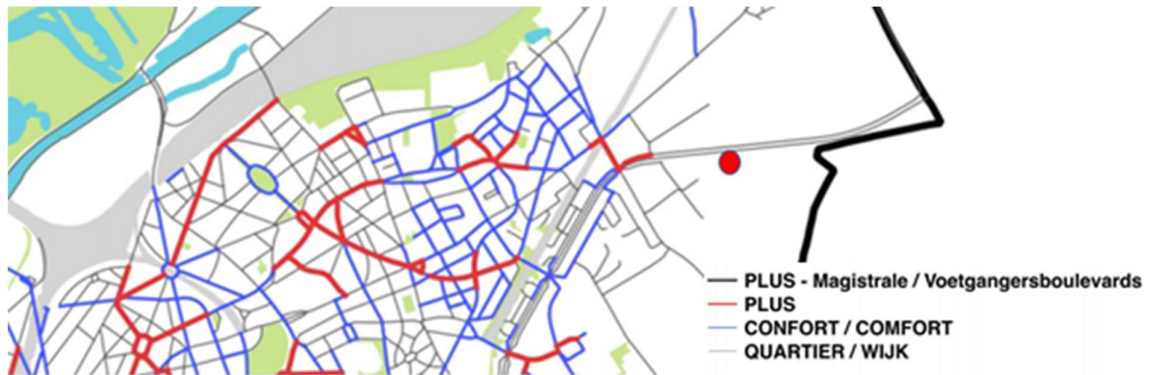 PLUS - Magistrale / Voetgangersboulevards
PLUS
CONFORT / COMFORT
QUARTIER / WIJK